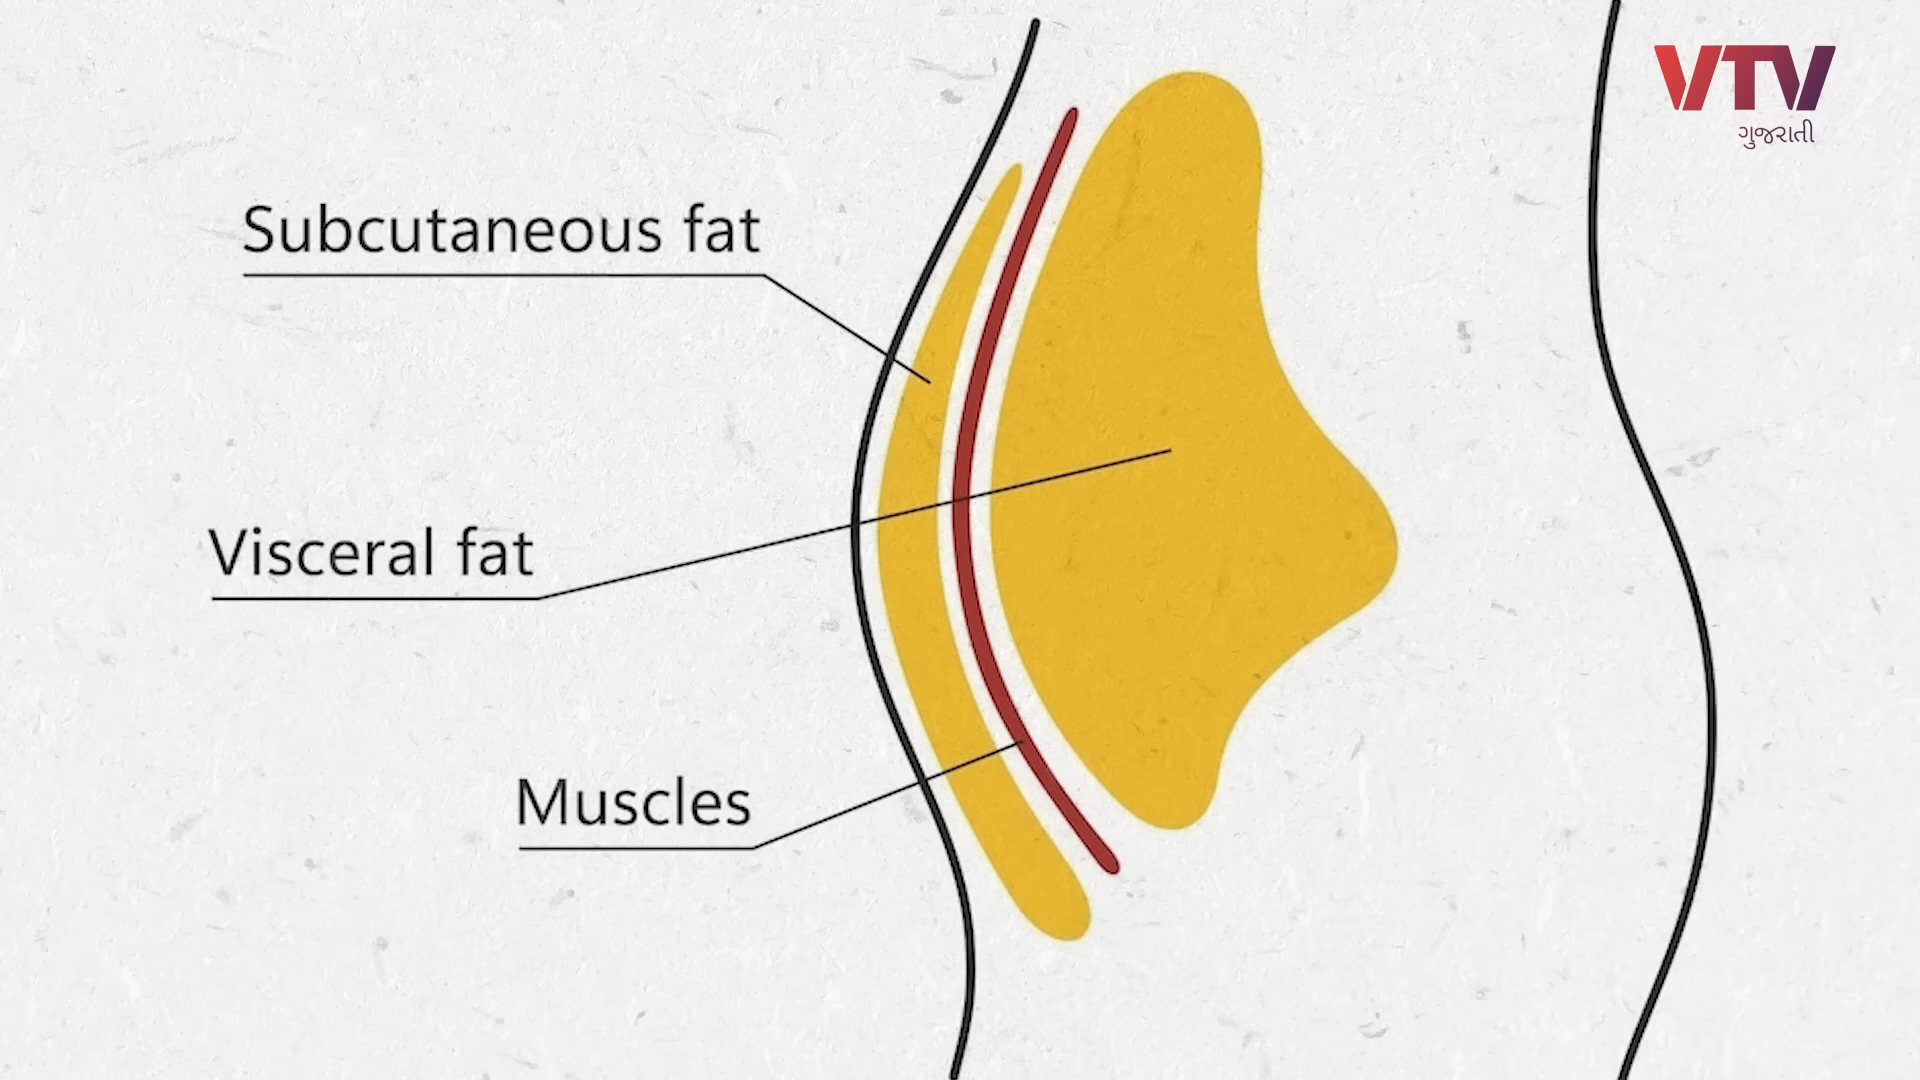 VTV
ગુજરાતી
Subcutaneous fat
Visceral fat
Muscles